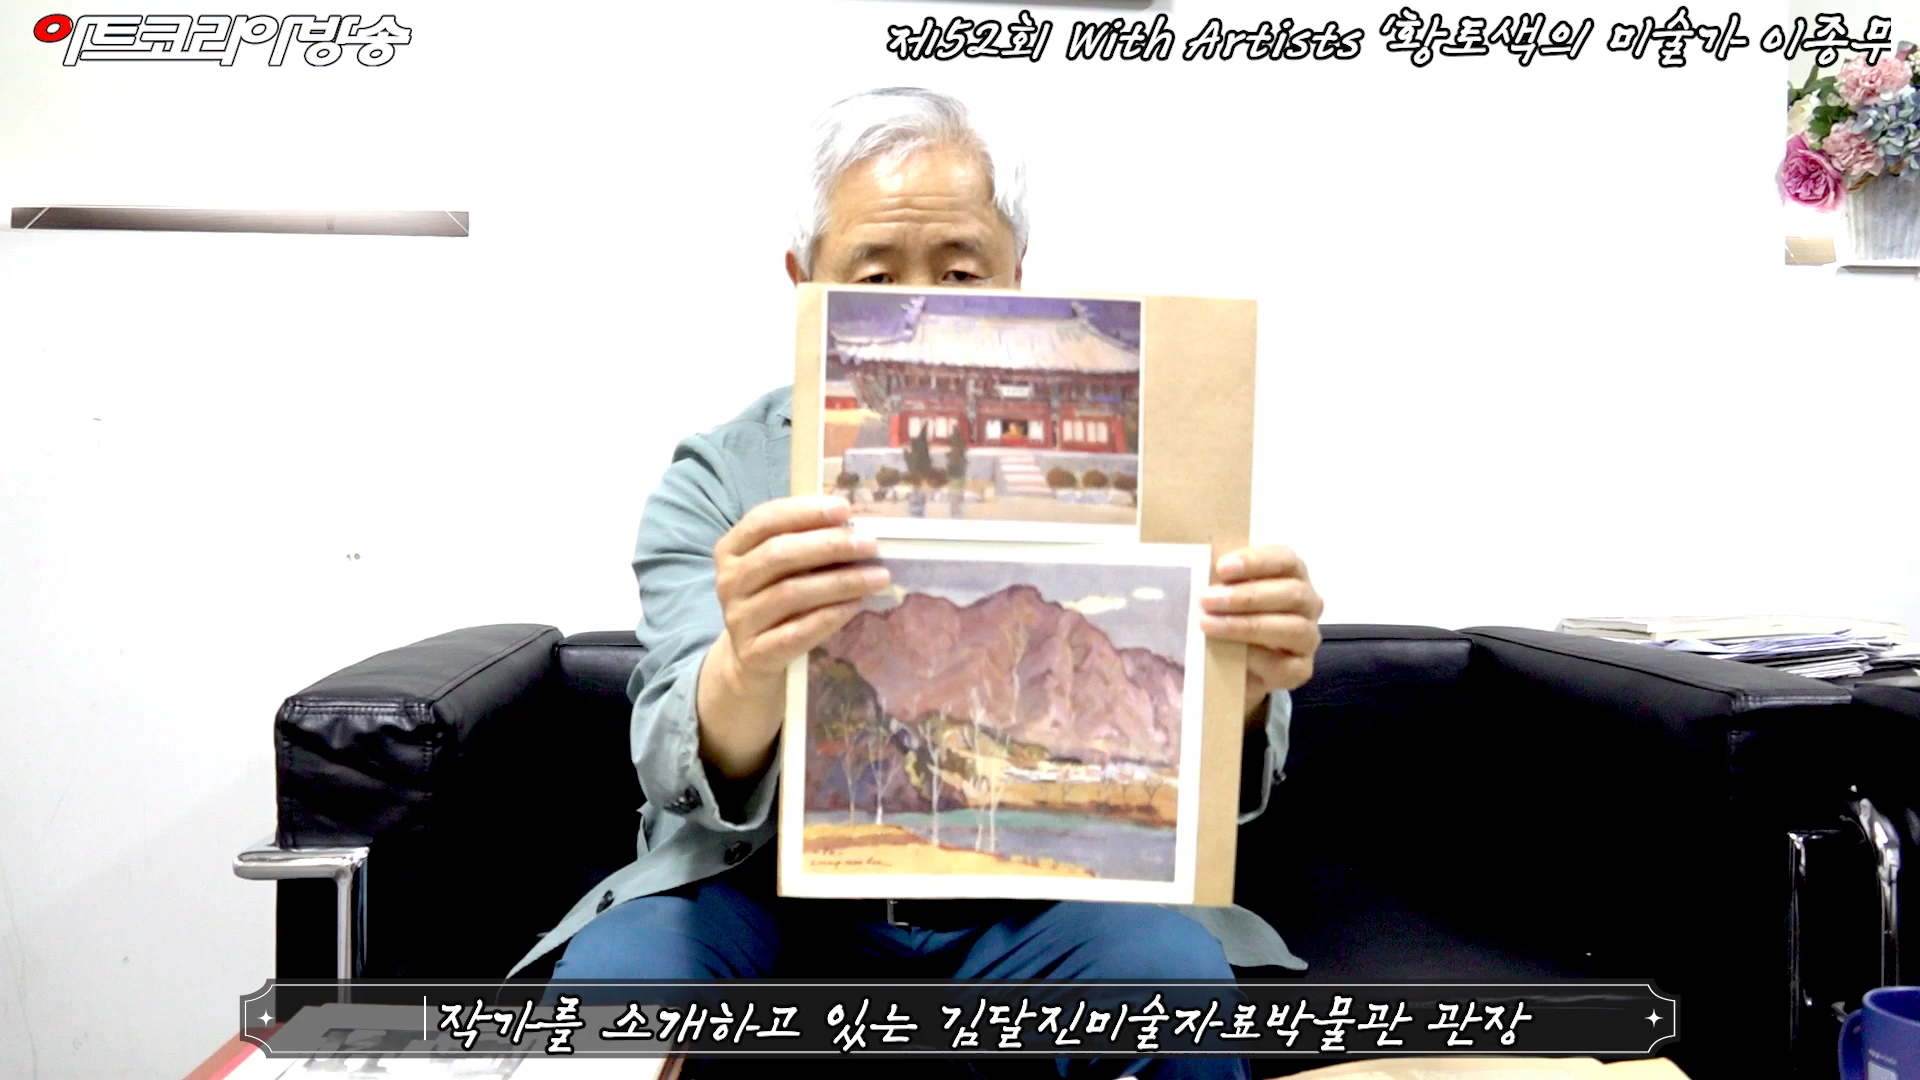 아트코리아방송
제52회 With Artists '황토색의 미술가 이종무
작가를 소개하고 있는 김달진미술자료박물관 관장